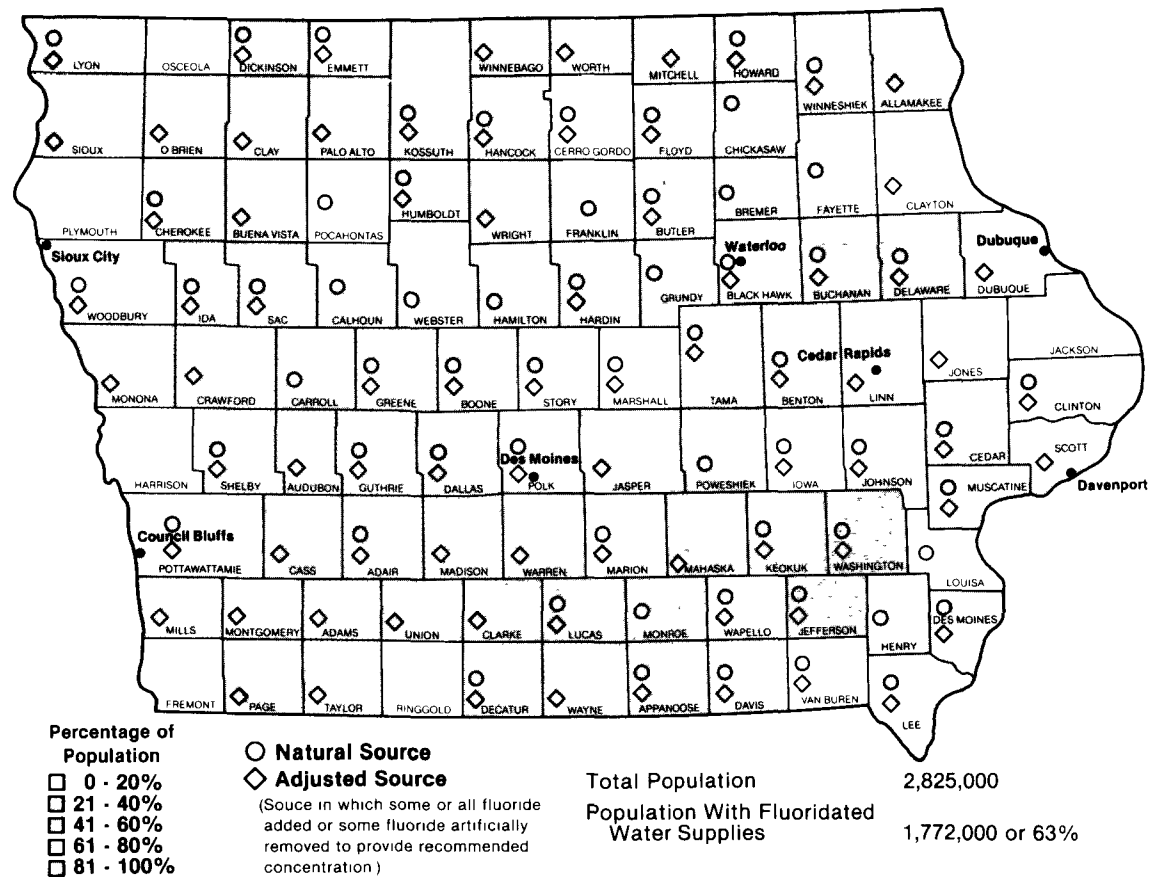 LYON OSCEOLA DICKINSON EMMETT WINNEBAGO WORTH MITCHELL HOWARD WINNESHIEK ALLAMAKEE
SIOUX O BRIEN CLAY PALO ALTO KOSSUTH HANCOCK CERRO GORDO FLOYD CHICKASAW
PLYMOUTH CHEROKEE BUENA VISTA POCAHONTAS HUMBOLDT WRIGHT FRANKLIN BUTLER BREMER FAYETTE CLAYTON
Sioux City Waterloo Dubuque
WOODBURY IDA SAC CALHOUN WEBSTER HAMILTON HARDIN GRUNDY BLACK HAWK BUCHANAN DELAWARE DUBUQUE
Cedar Rapids
MONONA CRAWFORD CARROLL GREENE BOONE STORY MARSHALL TAMA BENTON LINN JONES JACKSON
CLINTON
Des Moines
HARRISON SHELBY AUDUBON GUTHRIE DALLAS POLK JASPER POWESHIEK IOWA JOHNSON CEDAR SCOTT
MUSCATINE Davenport
Council Bluffs
POTTAWATTAMIE CASS ADAIR MADISON WARREN MARION MAHASKA KEOKUK WASHINGTON LOUISA
MILLS MONTGOMERY ADAMS UNION CLARKE LUCAS MONROE WAPELLO JEFFERSON HENRY DES MOINES
FREMONT PAGE TAYLOR RINGGOLD DECATUR WAYNE APPANOOSE DAVIS VAN BUREN LEE
Percentage of
Population
0 - 20%
21 - 40%
41 - 60%
61 - 80%
81 - 100%
Natural Source
Adjusted Source
(Souce in which some or all fluoride
added or some fluoride artificially
removed to provide recommended
concentration)
Total Population 2,825,000
Population With Fluoridated
Water Supplies 1,772,000 or 63%